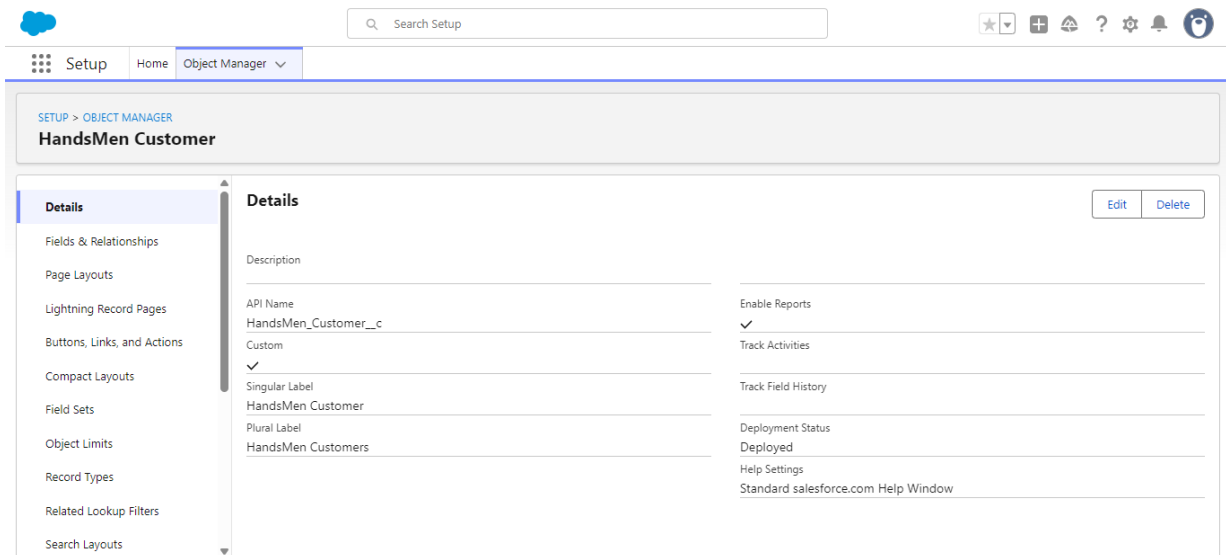 Search Setup
Setup
Home
Object Manager
SETUP > OBJECT MANAGER
HandsMen Customer
Details
Fields & Relationships
Page Layouts
Lightning Record Pages
Buttons, Links, and Actions
Compact Layouts
Field Sets
Object Limits
Record Types
Related Lookup Filters
Search Layouts
Details
Edit
Delete
Description
API Name
HandsMen_Customer__c
Custom
Singular Label
HandsMen Customer
Plural Label
HandsMen Customers
Enable Reports
Track Activities
Track Field History
Deployment Status
Deployed
Help Settings
Standard salesforce.com Help Window